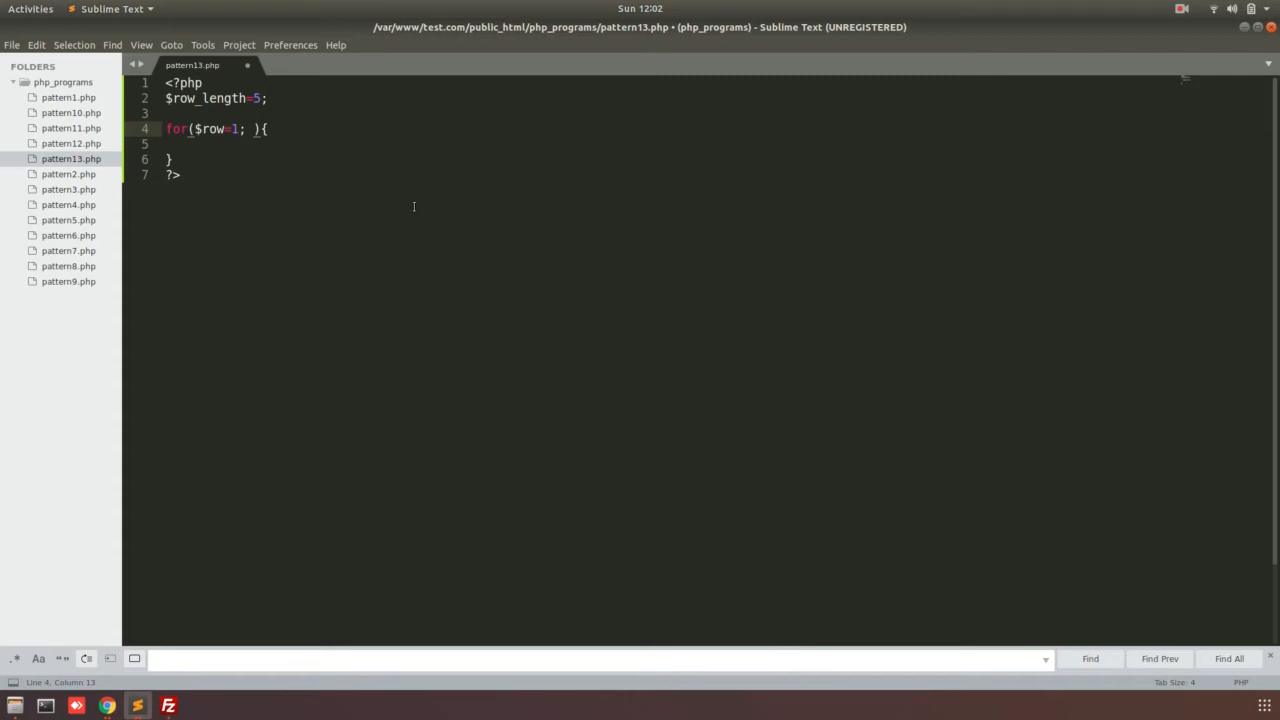 Activities Sublime Text Sun 12:02
/var/www/test.com/public_html/php_programs/pattern13.php • (php_programs) - Sublime Text (UNREGISTERED)
File Edit Selection Find View Goto Tools Project Preferences Help
FOLDERS
php_programs
pattern1.php
pattern10.php
pattern11.php
pattern12.php
pattern13.php
pattern2.php
pattern3.php
pattern4.php
pattern5.php
pattern6.php
pattern7.php
pattern8.php
pattern9.php
pattern13.php
1 <?php
2 $row_length=5;
3
4 for($row=1; ){
5
6 }
7 ?>
.* Aa “” Find Find Prev Find All
Line 4, Column 13 Tab Size: 4 PHP
Fz